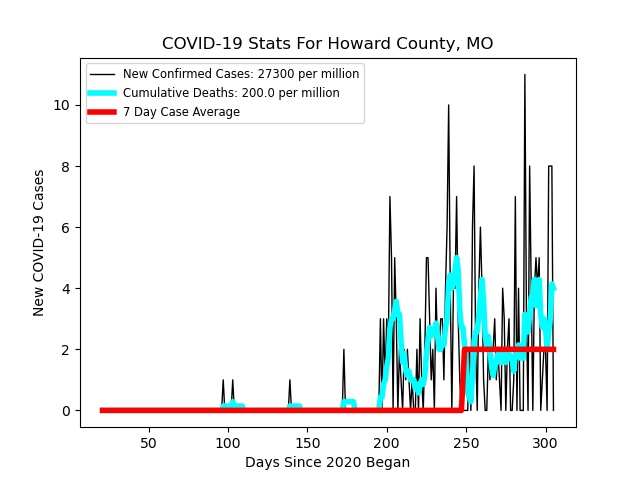 COVID-19 Stats For Howard County, MO
New Confirmed Cases: 27300 per million
Cumulative Deaths: 200.0 per million
7 Day Case Average
New COVID-19 Cases
10
8
6
4
2
0
50 100 150 200 250 300
Days Since 2020 Began